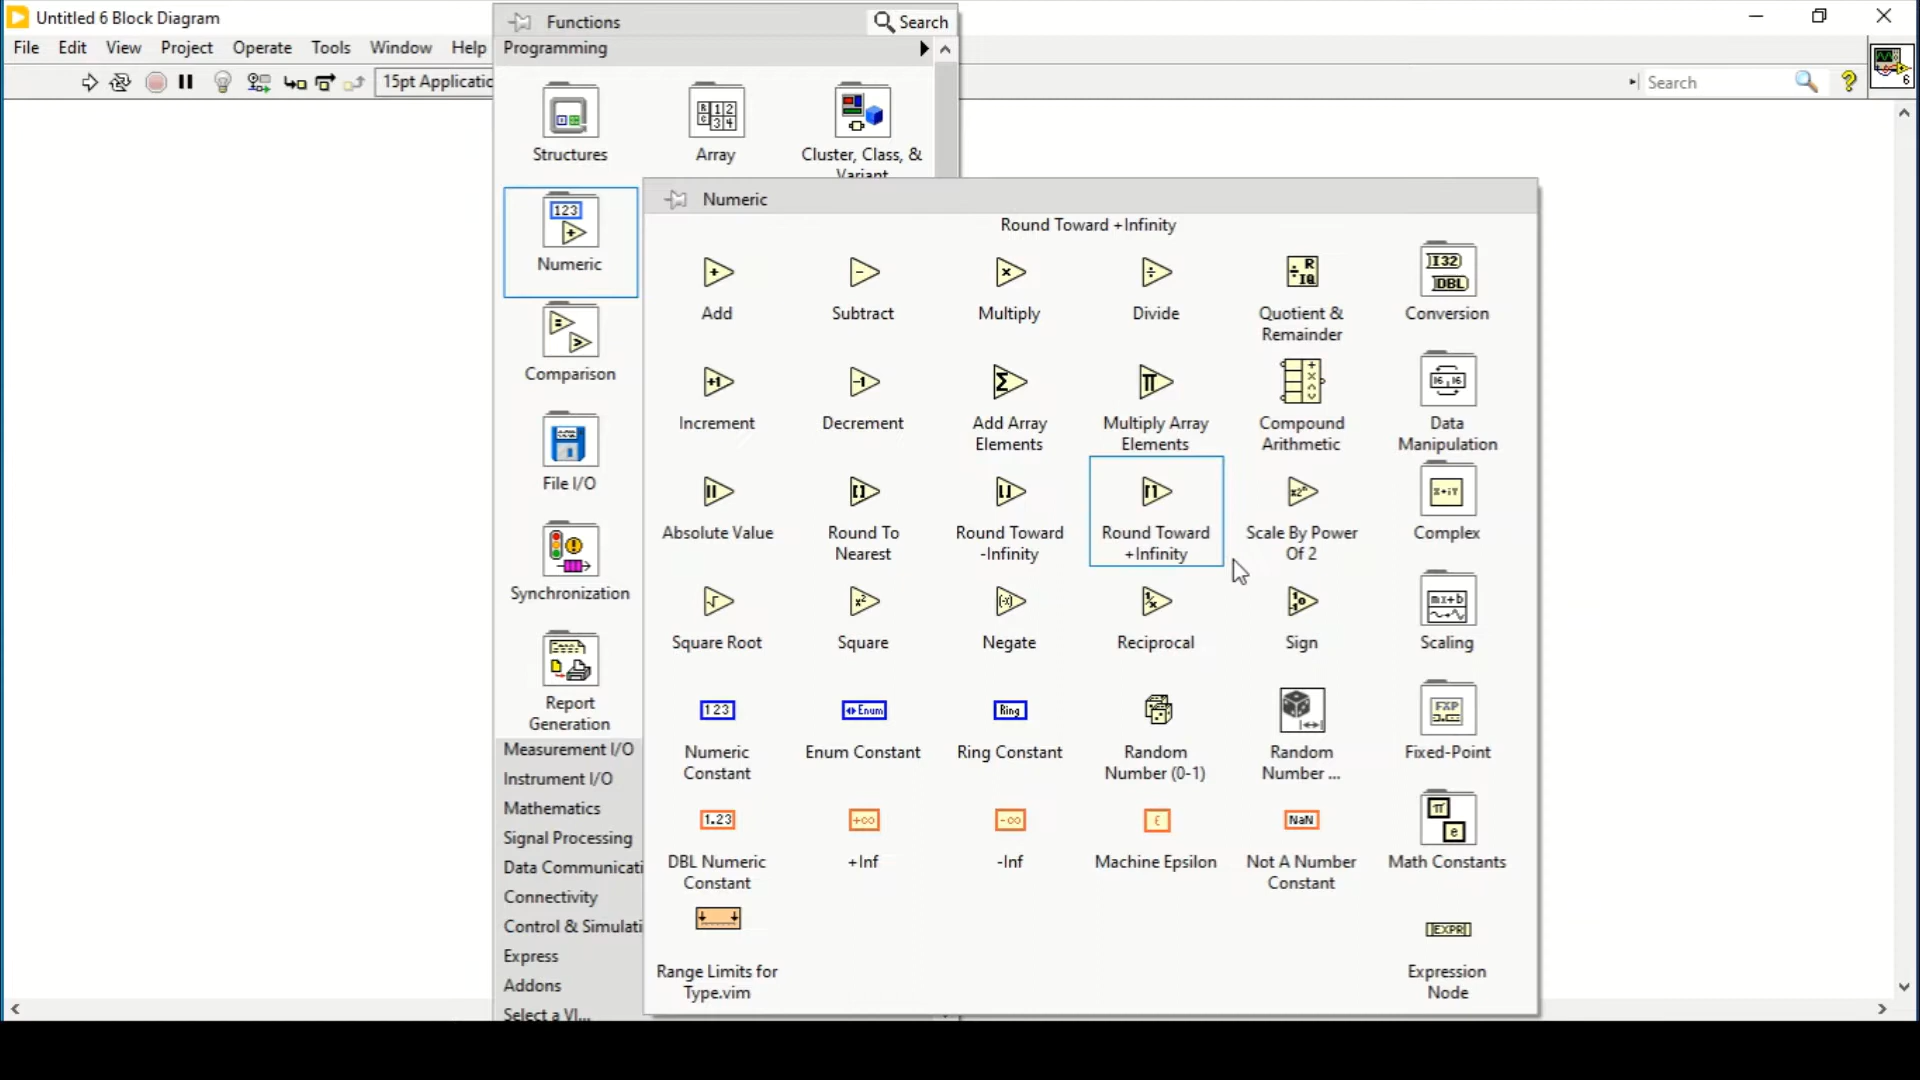 Untitled 6 Block Diagram
File Edit View Project Operate Tools Window Help
15pt Applicatio
Search
6
Functions
Search
Programming
Structures
Array
Cluster, Class, &
Variant
Numeric
Comparison
File I/O
Synchronization
Report
Generation
Measurement I/O
Instrument I/O
Mathematics
Signal Processing
Data Communicati
Connectivity
Control & Simulati
Express
Addons
Select a VI...
Numeric
Round Toward +Infinity
Add
Subtract
Multiply
Divide
Quotient &
Remainder
Conversion
Increment
Decrement
Add Array
Elements
Multiply Array
Elements
Compound
Arithmetic
Data
Manipulation
Absolute Value
Round To
Nearest
Round Toward
-Infinity
Round Toward
+Infinity
Scale By Power
Of 2
Complex
Square Root
Square
Negate
Reciprocal
Sign
Scaling
Numeric
Constant
Enum Constant
Ring Constant
Random
Number (0-1)
Random
Number ...
Fixed-Point
DBL Numeric
Constant
+Inf
-Inf
Machine Epsilon
Not A Number
Constant
Math Constants
Range Limits for
Type.vim
Expression
Node